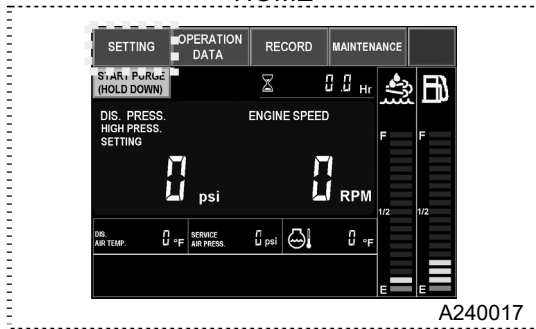 HOME
SETTING OPERATION DATA RECORD MAINTENANCE
START PURGE
(HOLD DOWN)
0.0 Hr
DIS. PRESS.
HIGH PRESS.
SETTING
ENGINE SPEED
0 psi
0 RPM
F F
1/2 1/2
DIS.
AIR TEMP. 0 °F
SERVICE
AIR PRESS. 0 psi
0 °F
E E
A240017